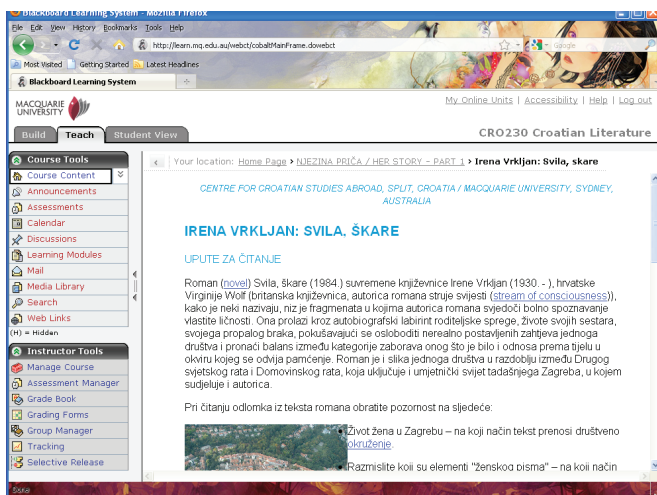 Blackboard Learning System - Mozilla Firefox
File Edit View History Bookmarks Tools Help
http://learn.mq.edu.au/webct/cobaltMainFrame.dowebct
Google
Most Visited Getting Started Latest Headlines
Blackboard Learning System
MACQUARIE
UNIVERSITY
My Online Units | Accessibility | Help | Log out
Build Teach Student View
CRO230 Croatian Literature
Course Tools
Course Content
Announcements
Assessments
Calendar
Discussions
Learning Modules
Mail
Media Library
Search
Web Links
(H) = Hidden
Instructor Tools
Manage Course
Assessment Manager
Grade Book
Grading Forms
Group Manager
Tracking
Selective Release
Your location: Home Page > NJEZINA PRIČA / HER STORY - PART 1 > Irena Vrkljan: Svila, skare
CENTRE FOR CROATIAN STUDIES ABROAD, SPLIT, CROATIA / MACQUARIE UNIVERSITY, SYDNEY,
AUSTRALIA
IRENA VRKLJAN: SVILA, ŠKARE
UPUTE ZA ČITANJE
Roman (novel) Svila, škare (1984.) suvremene književnice Irene Vrkljan (1930. - ), hrvatske
Virginije Wolf (britanska književnica, autorica romana struje svijesti (stream of consciousness)),
kako je neki nazivaju, niz je fragmenata u kojima autorica romana svjedoči bolno spoznavanje
vlastite ličnosti. Ona prolazi kroz autobiografski labirint roditeljske sprege, živote svojih sestara,
svojega propalog braka, pokušavajući se osloboditi nerealno postavljenih zahtjeva jednoga
društva i pronaći balans između kategorije zaborava onog što je bilo i odnosa prema tijelu u
okviru kojeg se odvija pamćenje. Roman je i slika jednoga društva u razdoblju između Drugog
svjetskog rata i Domovinskog rata, koja uključuje i umjetnički svijet tadašnjega Zagreba, u kojem
sudjeluje i autorica.
Pri čitanju odlomka iz teksta romana obratite pozornost na sljedeće:
Život žena u Zagrebu – na koji način tekst prenosi društveno
okruženje.
Razmislite koji su elementi "ženskog pisma" – na koji način
Done